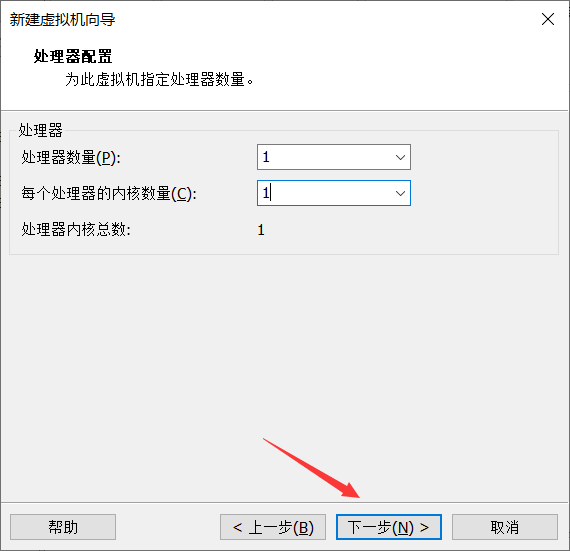 新建虚拟机向导
处理器配置
为此虚拟机指定处理器数量。
处理器
处理器数量(P): 1
每个处理器的内核数量(C): 1
处理器内核总数: 1
帮助 < 上一步(B) 下一步(N) > 取消